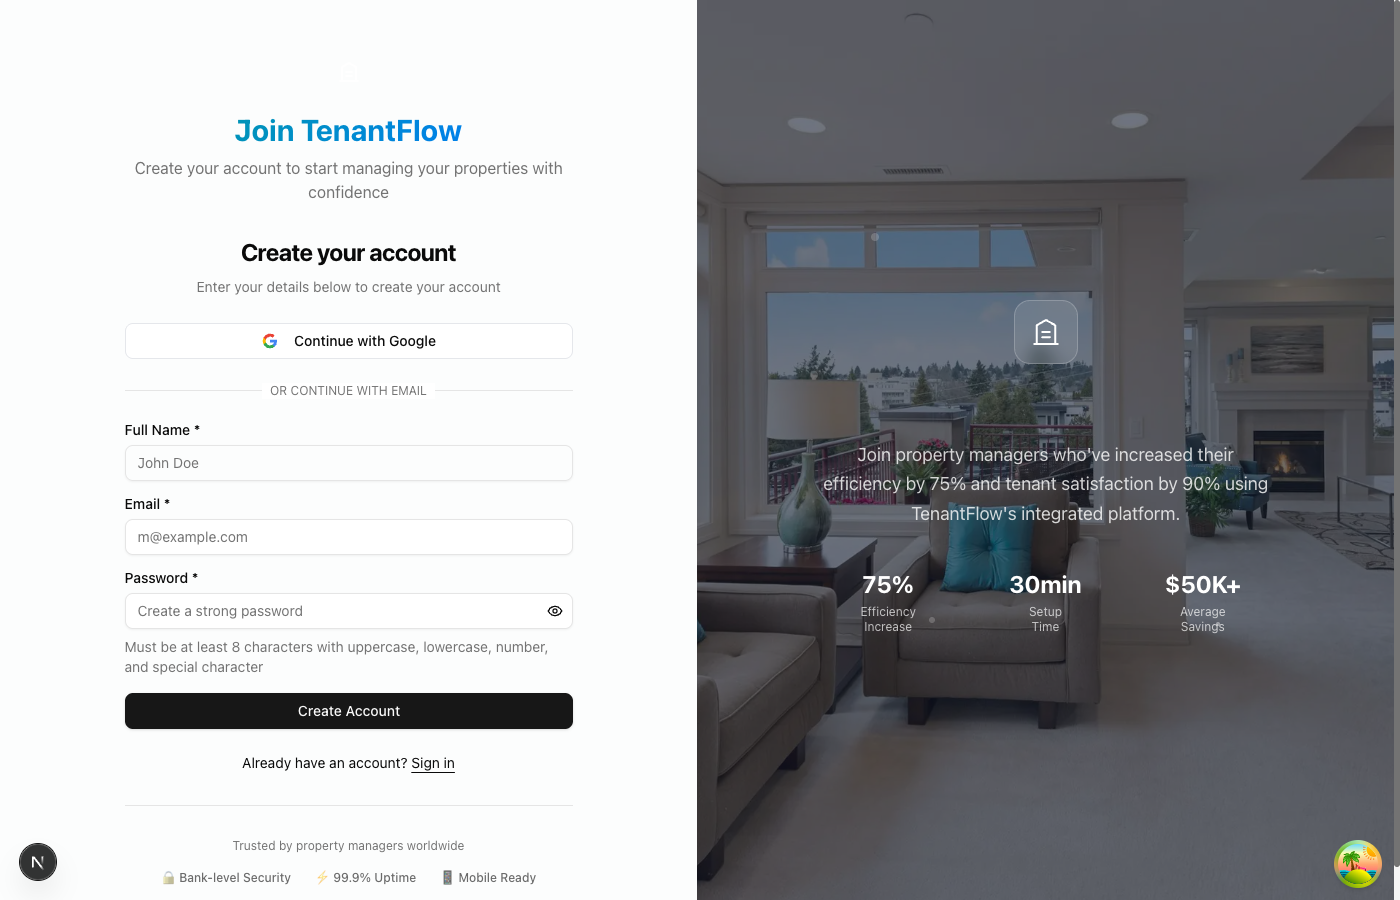 Join TenantFlow
Create your account to start managing your properties with
confidence
Create your account
Enter your details below to create your account
Continue with Google
OR CONTINUE WITH EMAIL
Full Name *
John Doe
Email *
m@example.com
Password *
Create a strong password
Must be at least 8 characters with uppercase, lowercase, number,
and special character
Create Account
Already have an account? Sign in
Trusted by property managers worldwide
🔒 Bank-level Security ⚡ 99.9% Uptime 📱 Mobile Ready
N
Join property managers who've increased their
efficiency by 75% and tenant satisfaction by 90% using
TenantFlow's integrated platform.
75% 30min $50K+
Efficiency Setup Average
Increase Time Savings